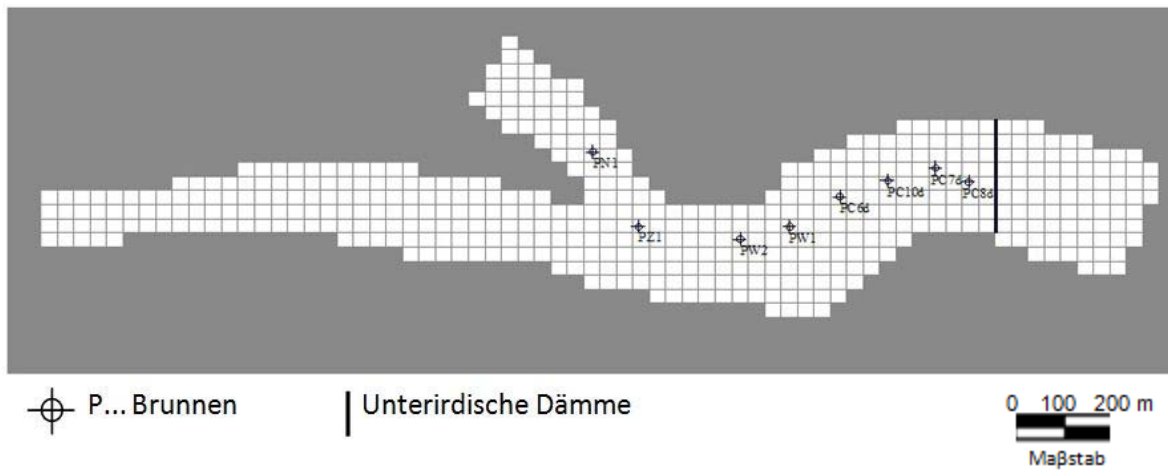 PN1
PC7d
PC10d
PC8d
PC6d
PZ1
PW1
PW2
P... Brunnen
Unterirdische Dämme
0 100 200 m
Maβstab